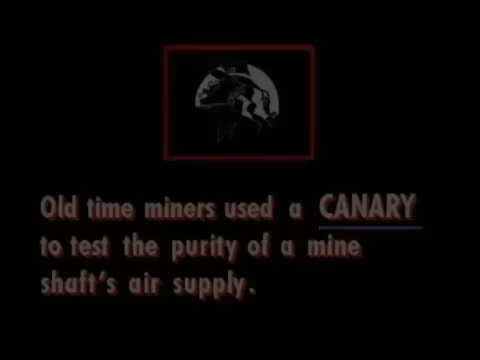 Old time miners used a CANARY
to test the purity of a mine
shaft's air supply.